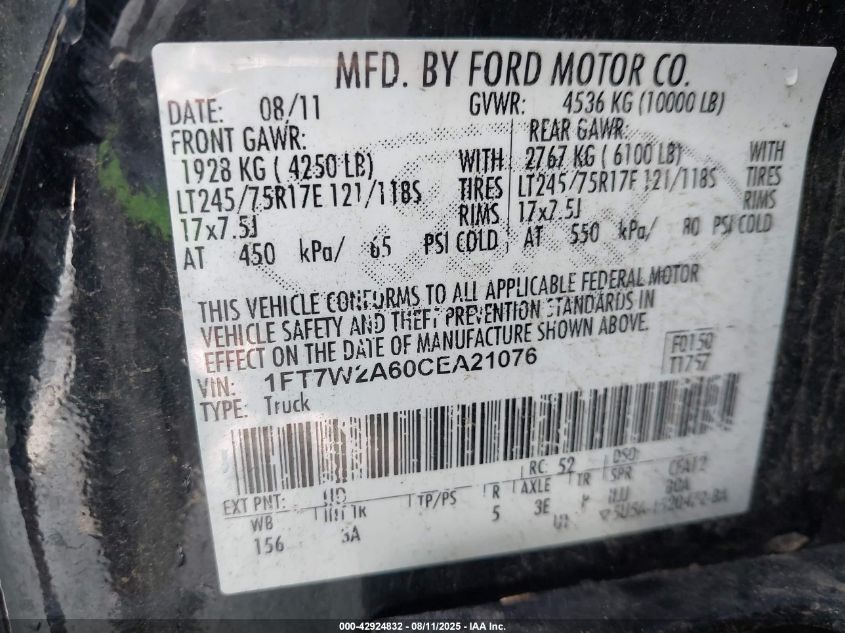 MFD. BY FORD MOTOR CO.
DATE: 08/11 GVWR: 4536 KG (10000 LB)
FRONT GAWR: REAR GAWR:
1928 KG ( 4250 LB) WITH 2767 KG ( 6100 LB) WITH
LT245/75R17E 121/118S TIRES LT245/75R17F 121/118S TIRES
17x7.5J RIMS 17x7.5J RIMS
AT 450 kPa/ 65 PSI COLD AT 550 kPa/ 80 PSI COLD
THIS VEHICLE CONFORMS TO ALL APPLICABLE FEDERAL MOTOR
VEHICLE SAFETY AND THEFT PREVENTION STANDARDS IN
EFFECT ON THE DATE OF MANUFACTURE SHOWN ABOVE.
VIN: 1FT7W2A60CEA21076 F0150
TYPE: Truck T1757
RC: 52 DSO:
EXT PNT: TP/PS R AXLE TR SPR
WB
156 5 3E
000-42924832 - 08/11/2025 - IAA Inc.